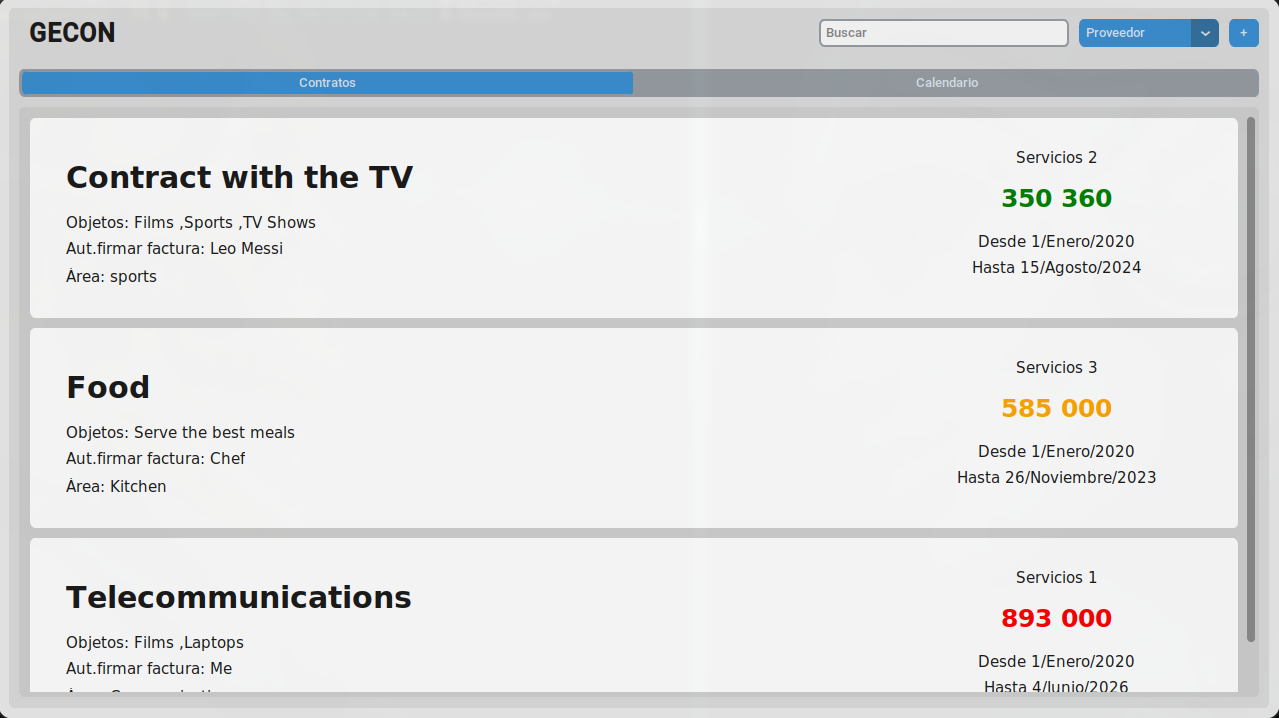 GECON
Buscar
Proveedor
+
Contratos
Calendario
Contract with the TV
Objetos: Films ,Sports ,TV Shows
Aut.firmar factura: Leo Messi
Área: sports
Servicios 2
350 360
Desde 1/Enero/2020
Hasta 15/Agosto/2024
Food
Objetos: Serve the best meals
Aut.firmar factura: Chef
Área: Kitchen
Servicios 3
585 000
Desde 1/Enero/2020
Hasta 26/Noviembre/2023
Telecommunications
Objetos: Films ,Laptops
Aut.firmar factura: Me
Servicios 1
893 000
Desde 1/Enero/2020
Hasta 4/Junio/2026